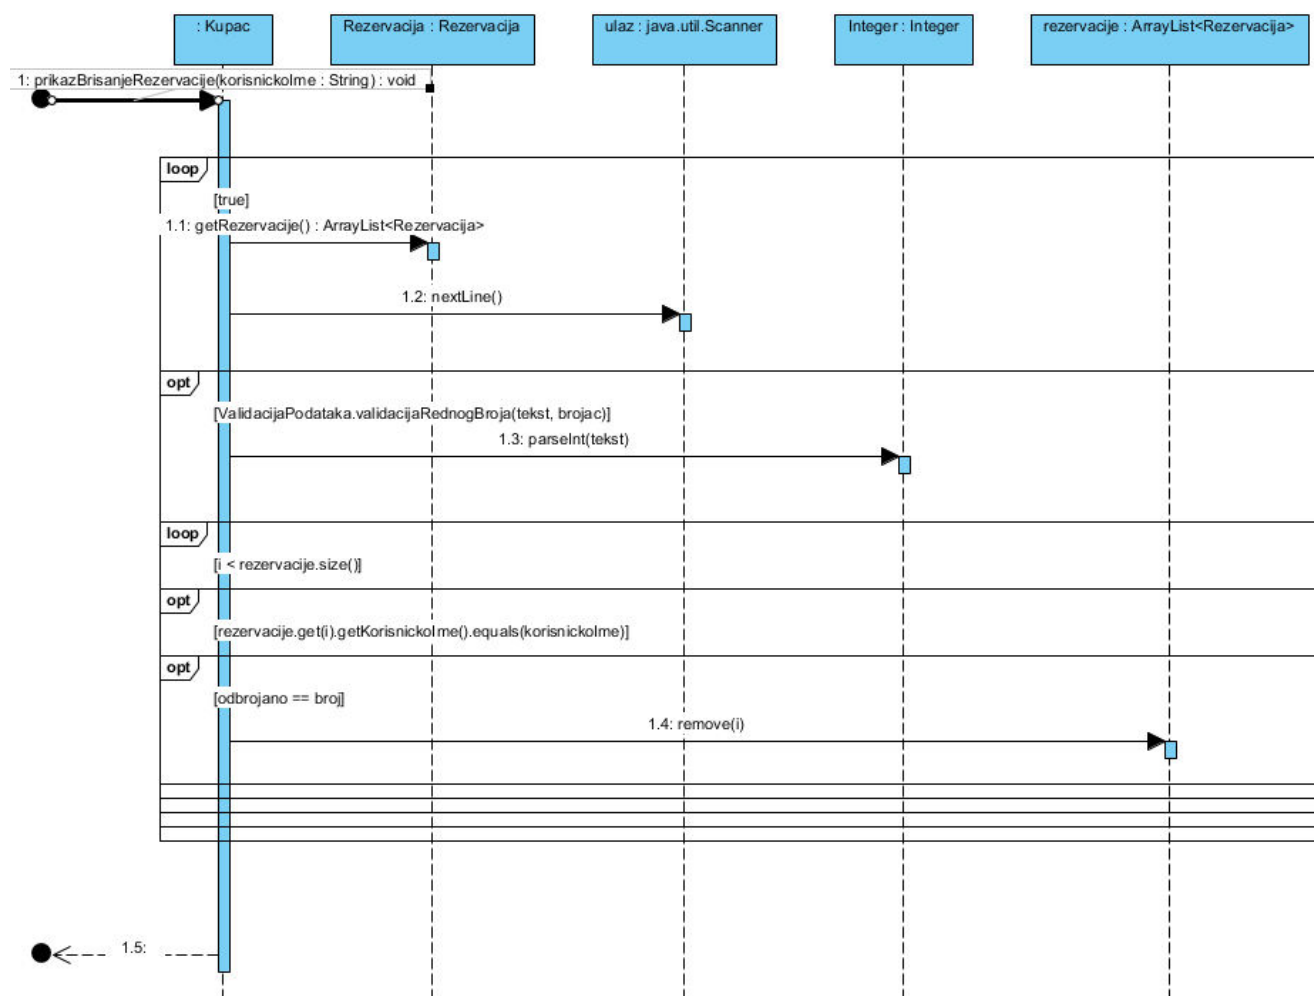 : Kupac
Rezervacija : Rezervacija
ulaz : java.util.Scanner
Integer : Integer
rezervacije : ArrayList<Rezervacija>
1: prikazBrisanjeRezervacije(korisnickoIme : String) : void
loop
[true]
1.1: getRezervacije() : ArrayList<Rezervacija>
1.2: nextLine()
opt
[ValidacijaPodataka.validacijaRednogBroja(tekst, brojac)]
1.3: parseInt(tekst)
loop
[i < rezervacije.size()]
opt
[rezervacije.get(i).getKorisnickoIme().equals(korisnickoIme)]
opt
[odbrojano == broj]
1.4: remove(i)
1.5: